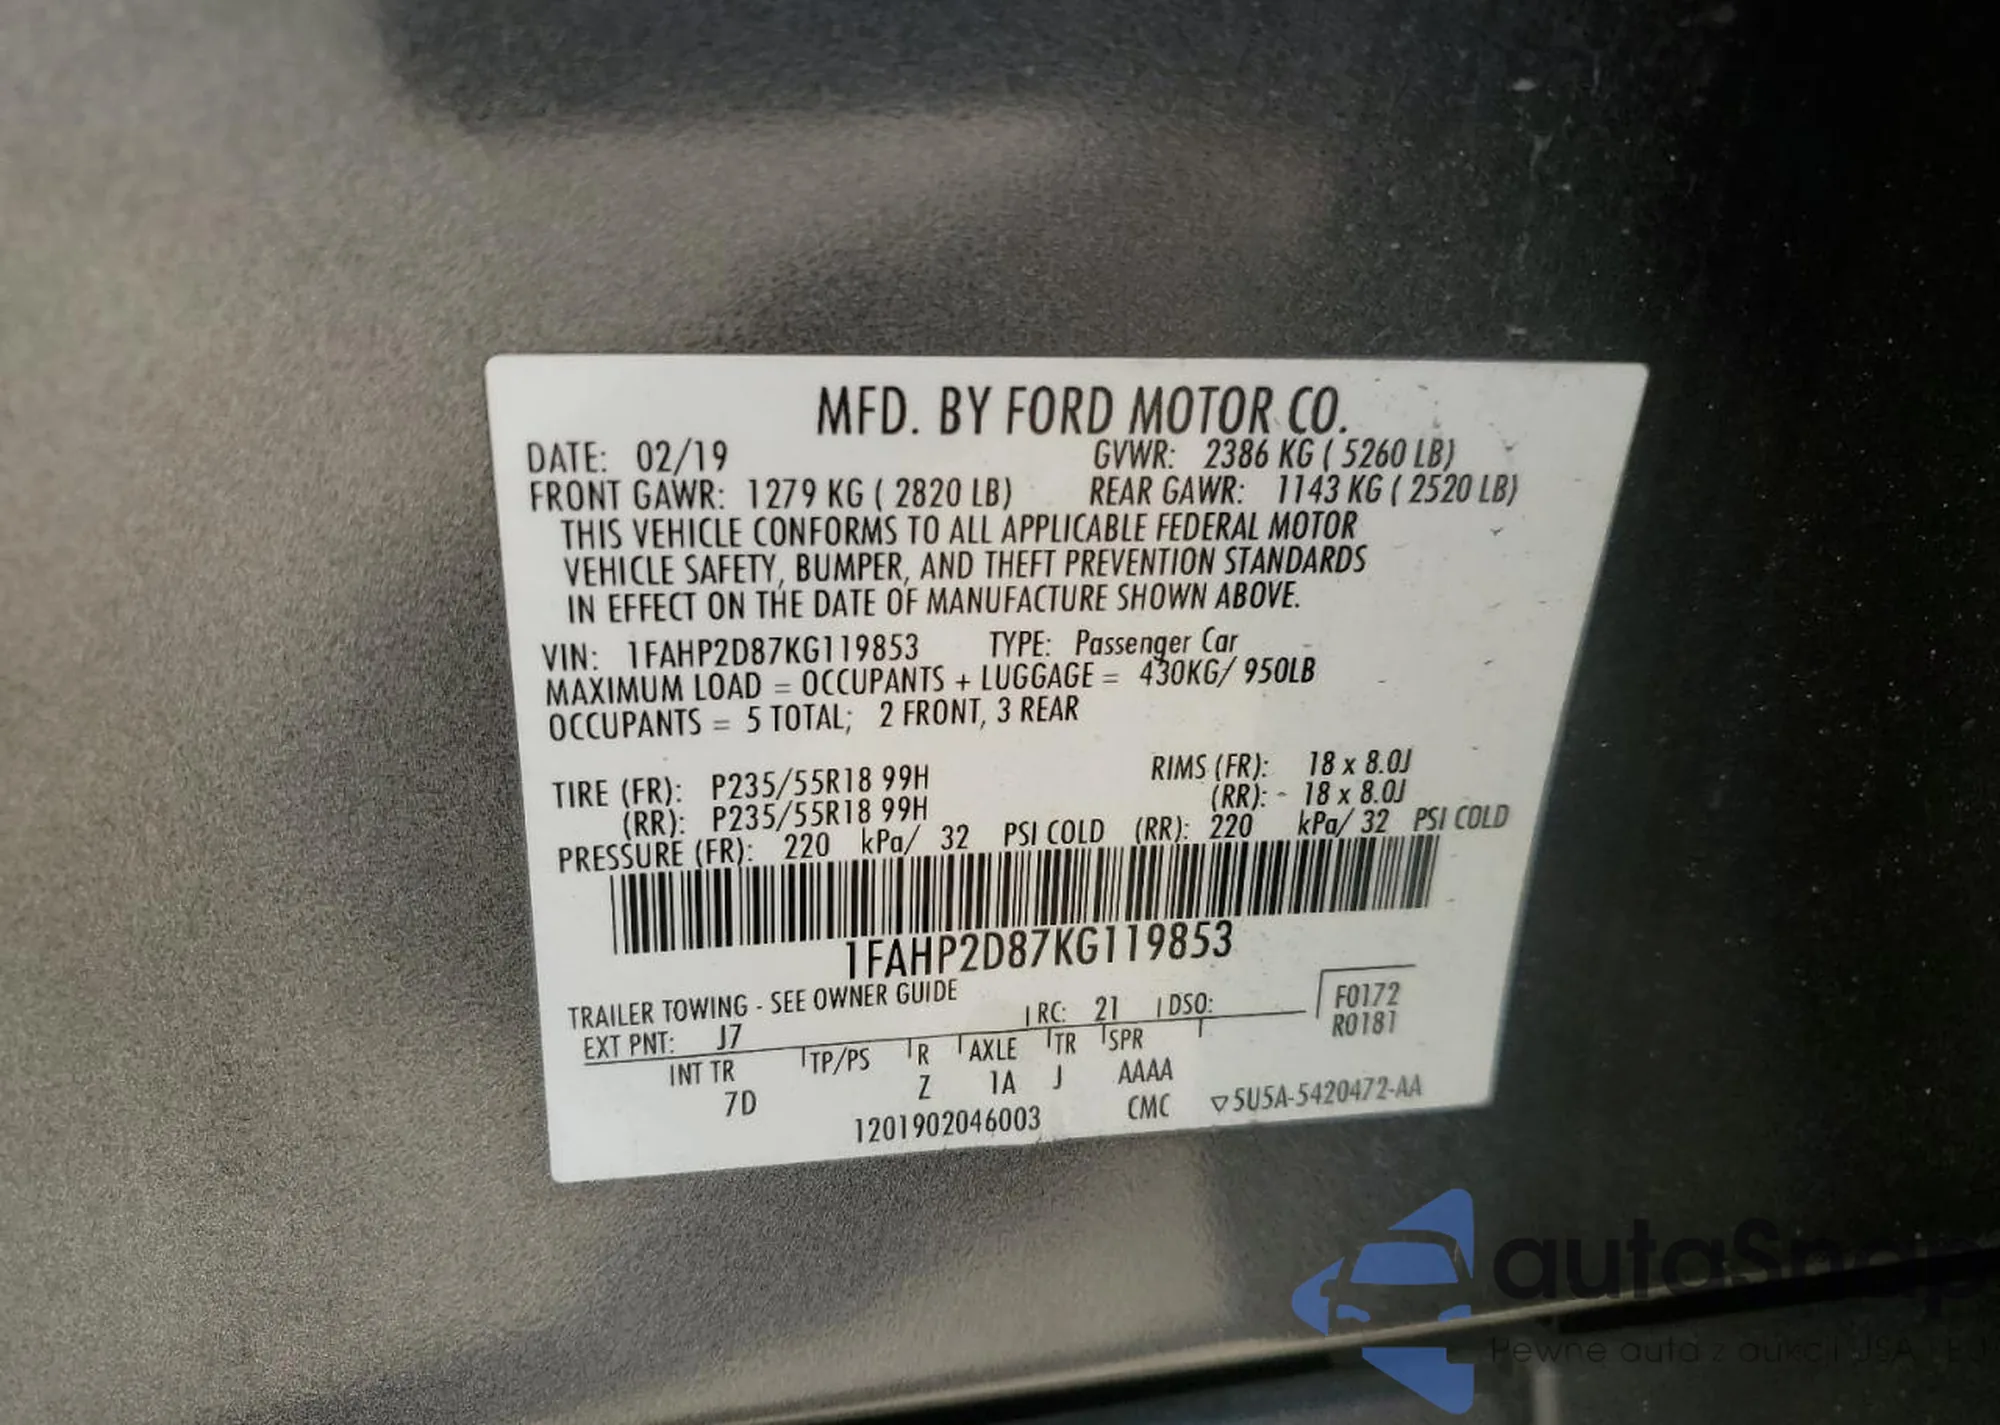 MFD. BY FORD MOTOR CO.
DATE: 02/19 GVWR: 2386 KG ( 5260 LB)
FRONT GAWR: 1279 KG ( 2820 LB) REAR GAWR: 1143 KG ( 2520 LB)
THIS VEHICLE CONFORMS TO ALL APPLICABLE FEDERAL MOTOR
VEHICLE SAFETY, BUMPER, AND THEFT PREVENTION STANDARDS
IN EFFECT ON THE DATE OF MANUFACTURE SHOWN ABOVE.
VIN: 1FAHP2D87KG119853 TYPE: Passenger Car
MAXIMUM LOAD = OCCUPANTS + LUGGAGE = 430KG/ 950LB
OCCUPANTS = 5 TOTAL; 2 FRONT, 3 REAR
TIRE (FR): P235/55R18 99H RIMS (FR): 18 x 8.0J
(RR): P235/55R18 99H (RR): - 18 x 8.0J
PRESSURE (FR): 220 kPa/ 32 PSI COLD (RR): 220 kPa/ 32 PSI COLD
1FAHP2D87KG119853
TRAILER TOWING - SEE OWNER GUIDE
EXT PNT: J7 RC: 21 DSO: F0172
R0181
INT TR TP/PS R AXLE TR SPR
7D Z 1A J AAAA
1201902046003 CMC ▽5U5A-5420472-AA
autaSnap
Pewne auta z aukcji USA i EU